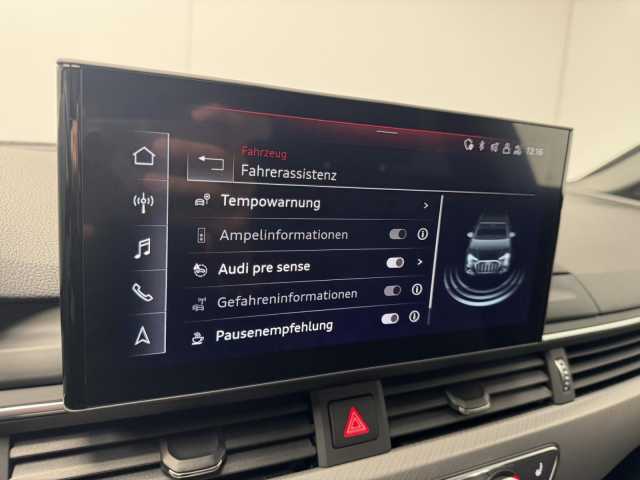 12:16
Fahrzeug
Fahrerassistenz
Tempowarnung
Ampelinformationen
Audi pre sense
Gefahreninformationen
Pausenempfehlung